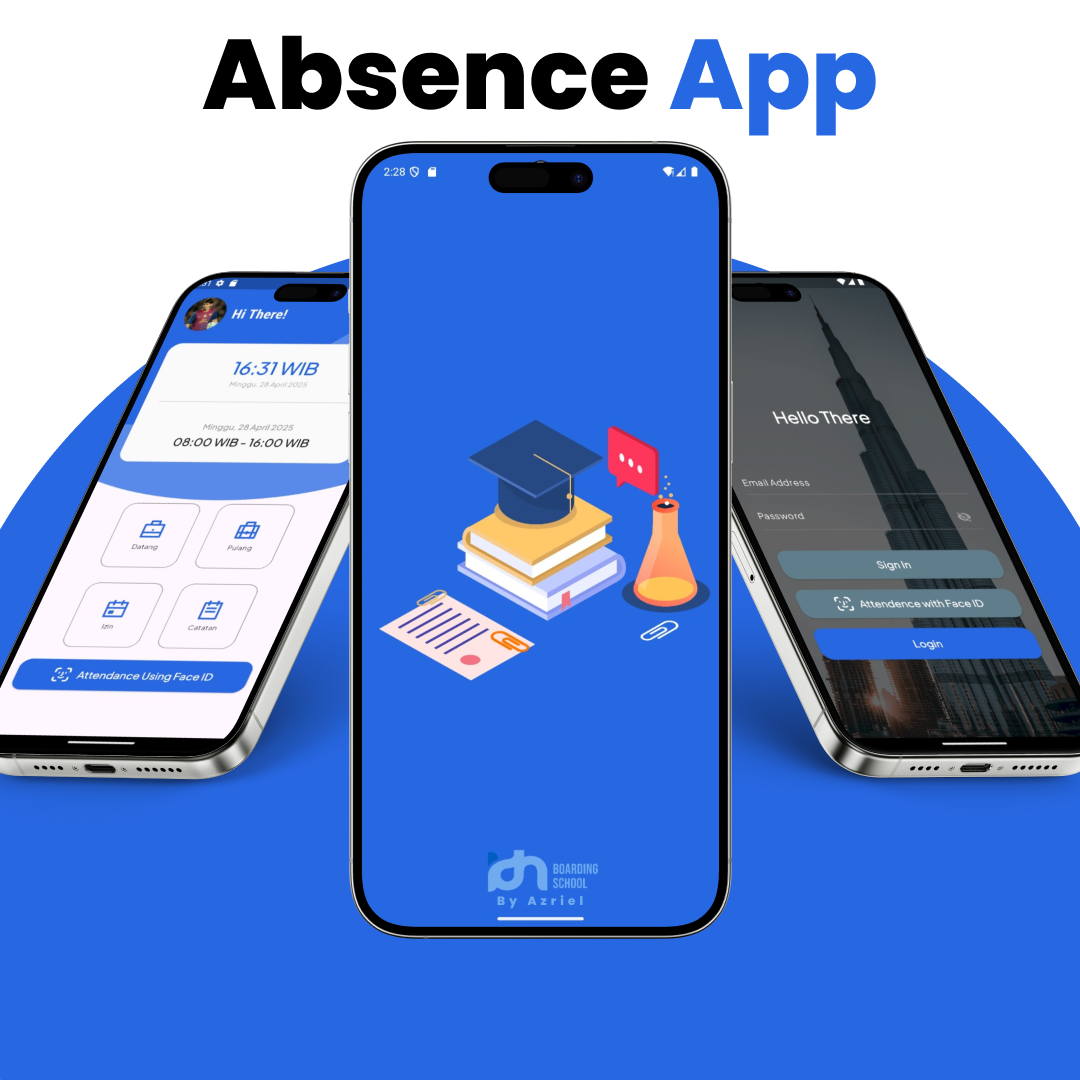 Absence App
2:28
:31
Hi There!
16:31 WIB
Minggu, 28 April 2025
Minggu, 28 April 2025
08:00 WIB - 16:00 WIB
Datang
Pulang
Izin
Catatan
Attendance Using Face ID
BOARDING
SCHOOL
By Azriel
Hello There
Email Address
Password
Sign In
Attendence with Face ID
Login